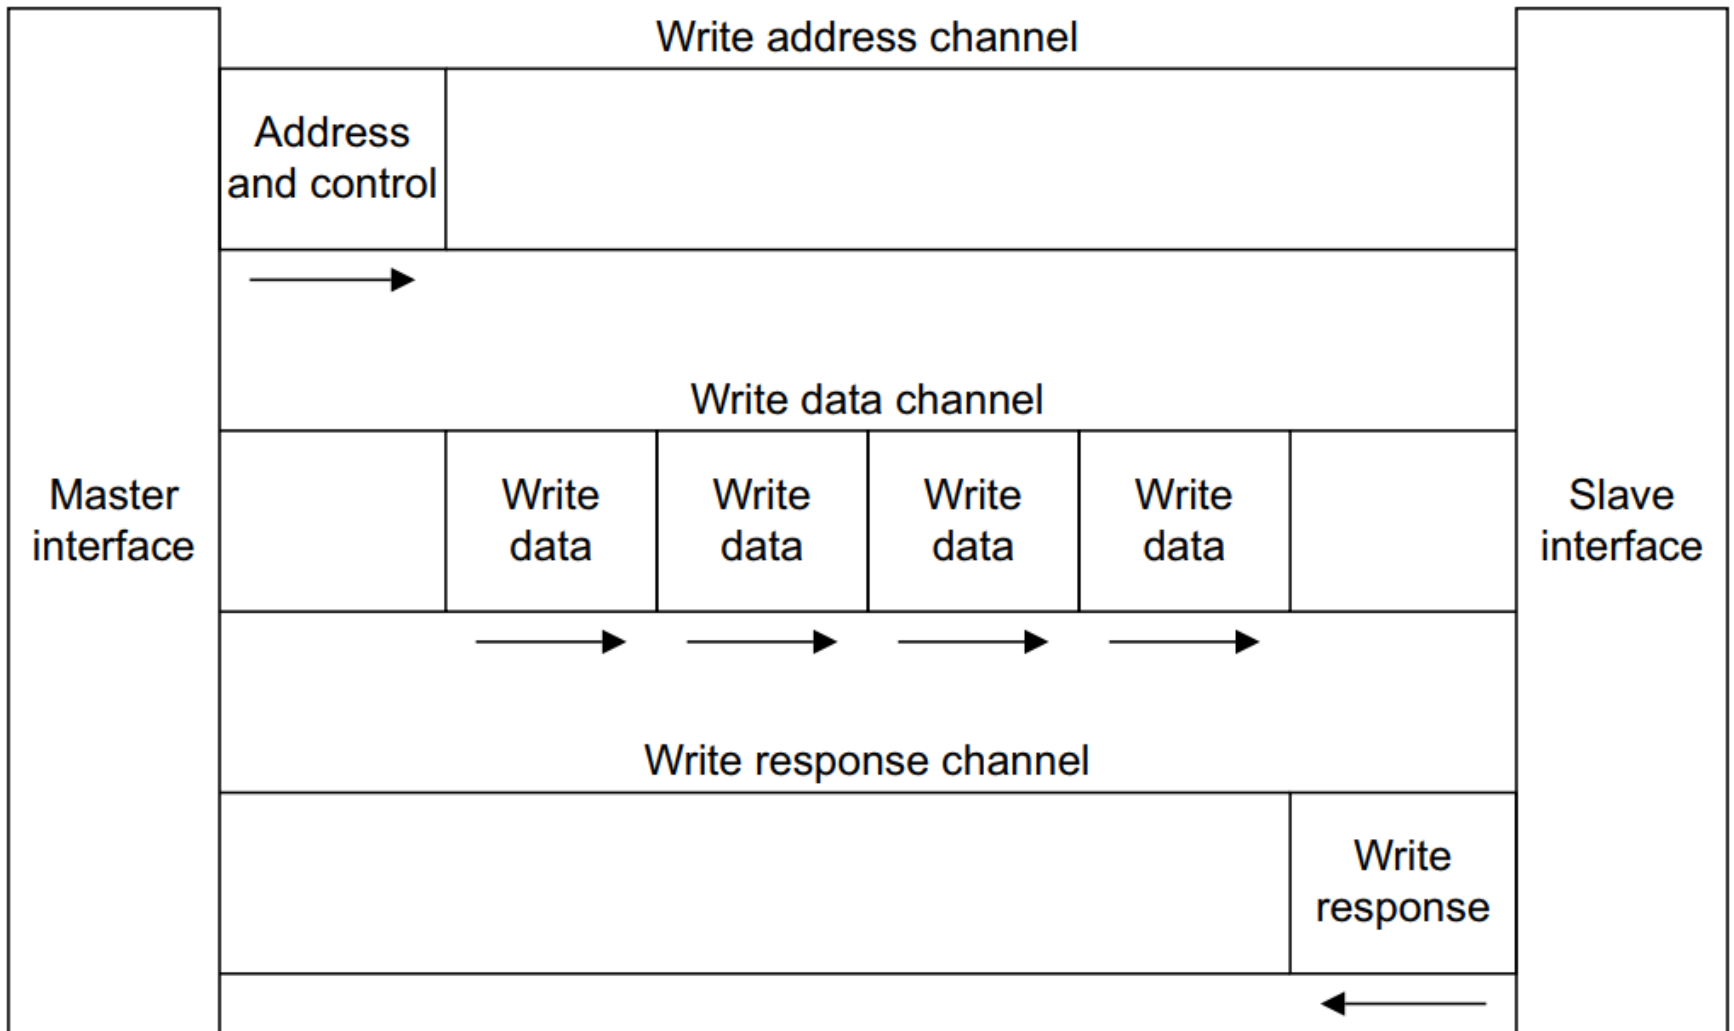 Write address channel
Address
and control
Write data channel
Master
interface
Write
data
Write
data
Write
data
Write
data
Slave
interface
Write response channel
Write
response